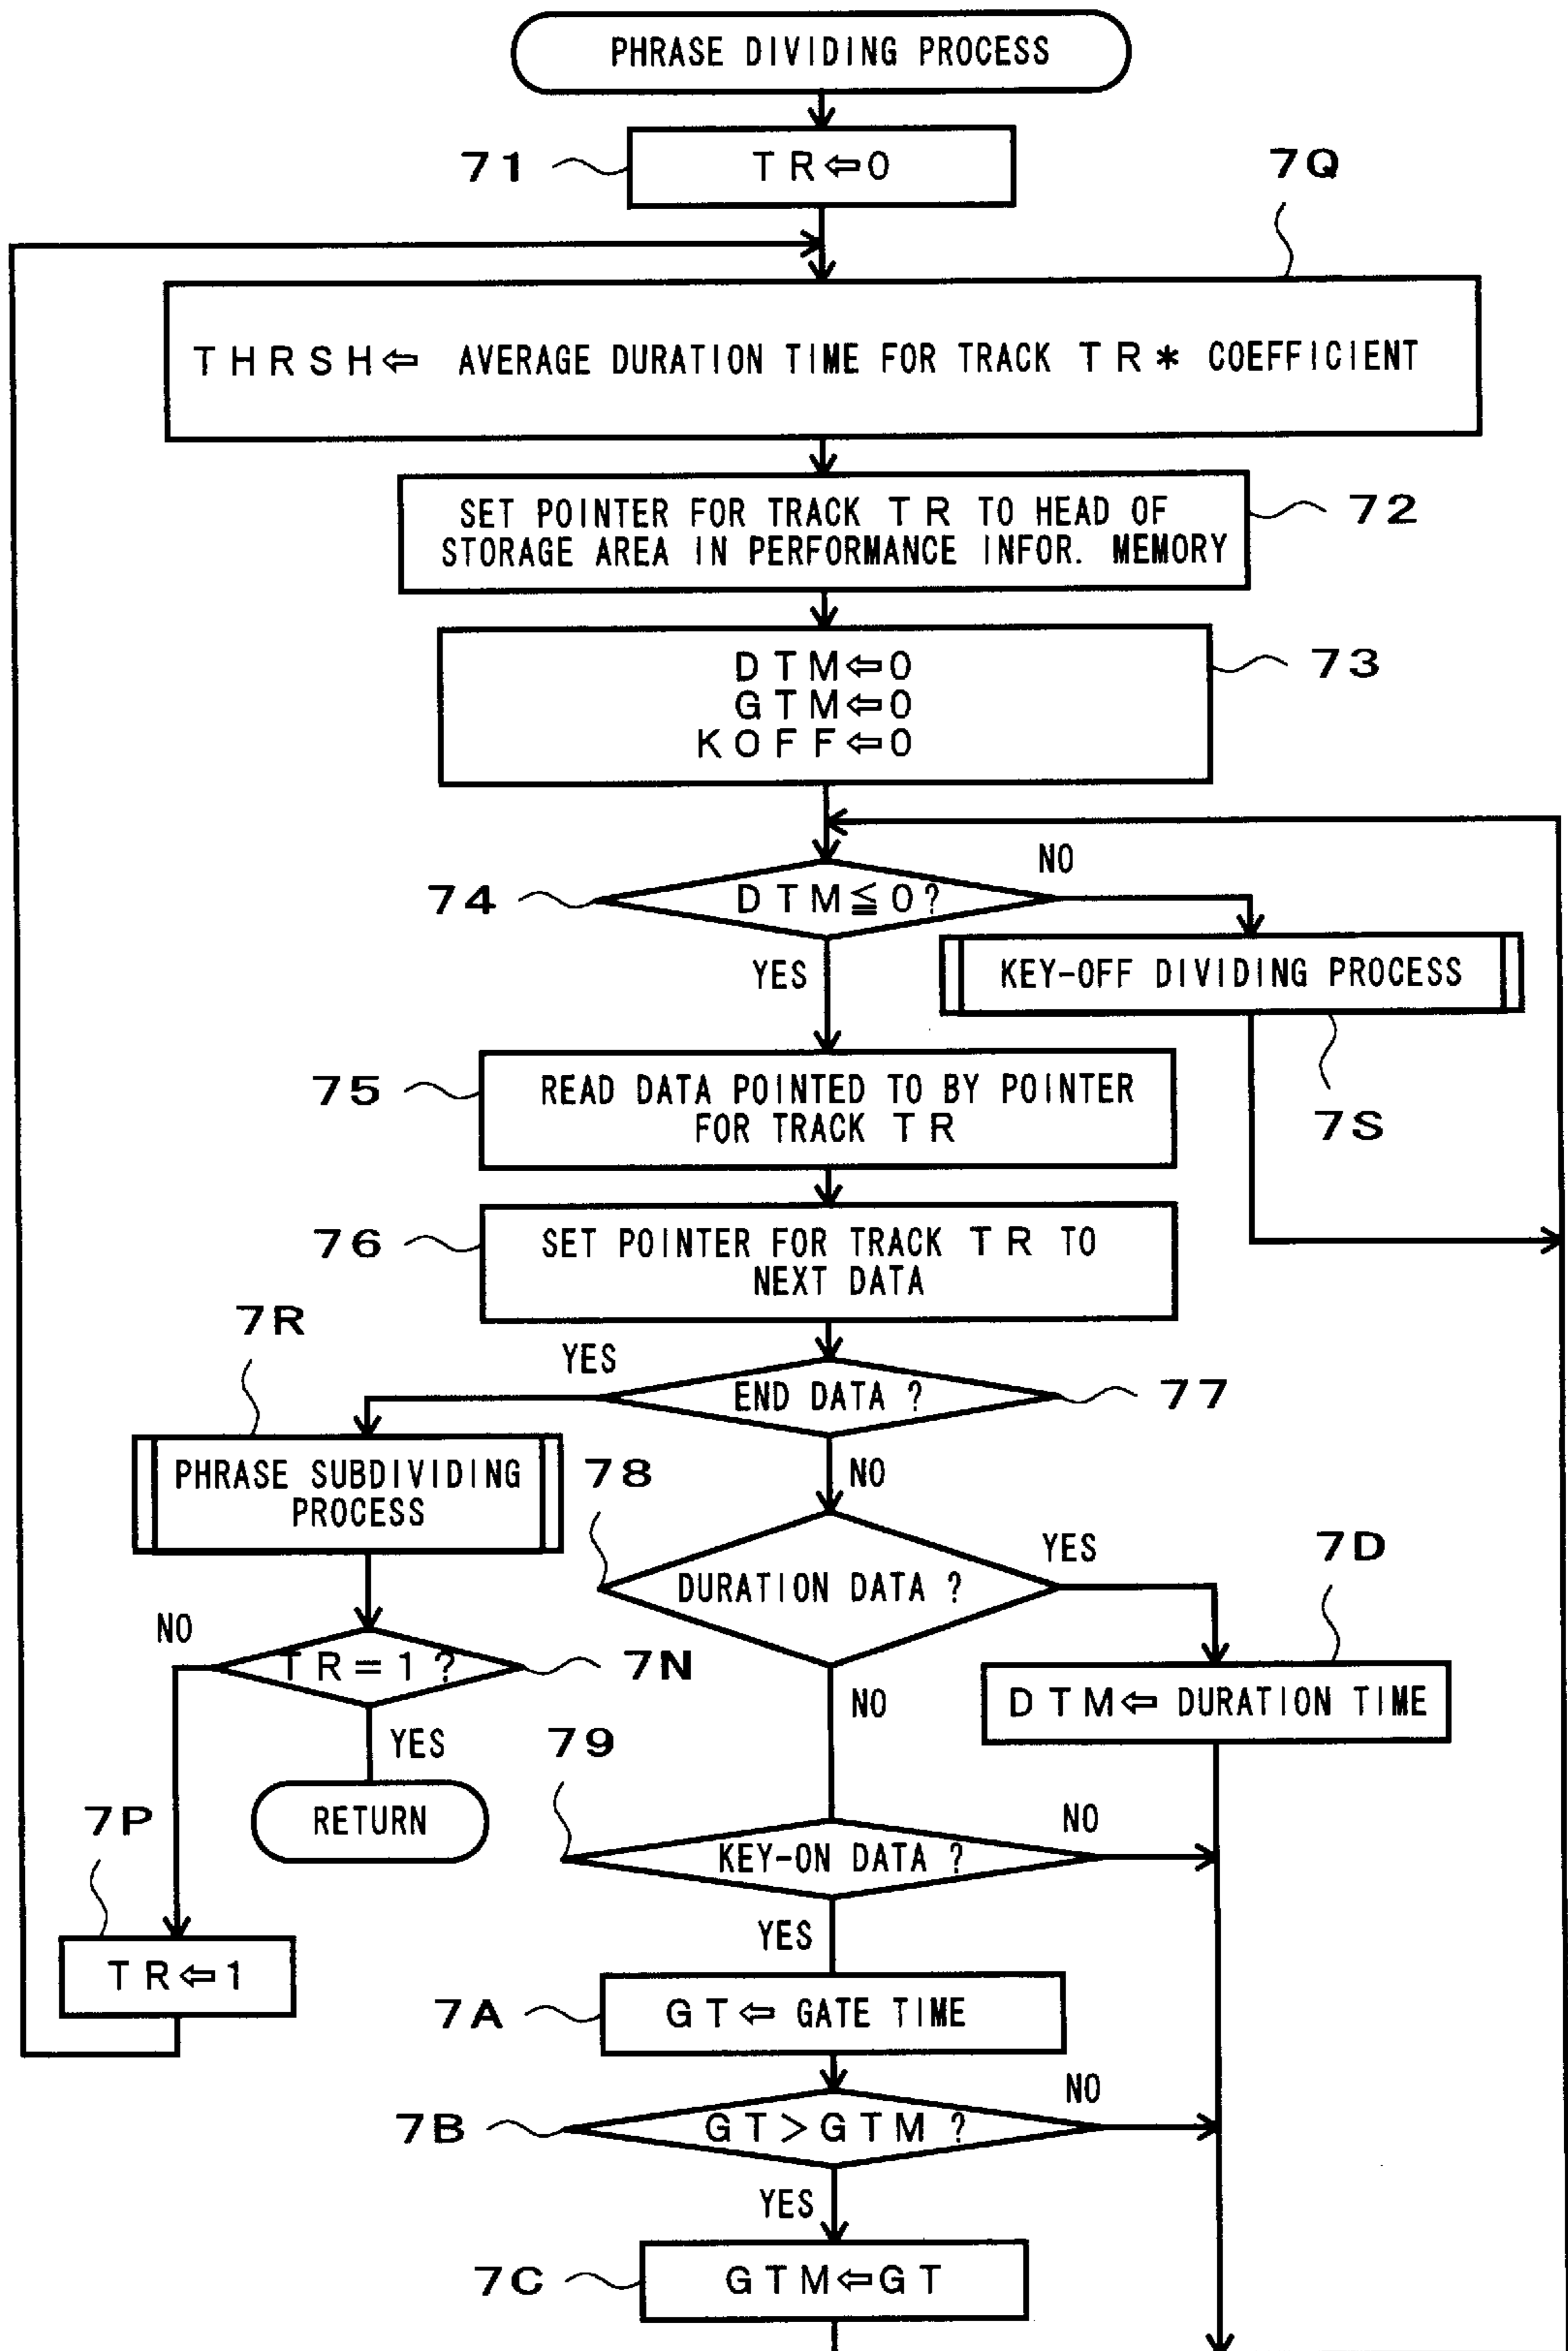 PHRASE DIVIDING PROCESS
71
TR⇦0
7Q
THRSH⇦ AVERAGE DURATION TIME FOR TRACK TR* COEFFICIENT
SET POINTER FOR TRACK TR TO HEAD OF
STORAGE AREA IN PERFORMANCE INFOR. MEMORY
72
DTM⇦0
GTM⇦0
KOFF⇦0
73
74
DTM≦0?
NO
YES
KEY-OFF DIVIDING PROCESS
7S
75
READ DATA POINTED TO BY POINTER
FOR TRACK TR
76
SET POINTER FOR TRACK TR TO
NEXT DATA
7R
YES
END DATA ?
77
NO
PHRASE SUBDIVIDING
PROCESS
78
DURATION DATA ?
YES
7D
NO
TR=1?
7N
NO
DTM⇦ DURATION TIME
YES
79
RETURN
7P
KEY-ON DATA ?
NO
YES
TR⇦1
7A
GT⇦ GATE TIME
7B
GT>GTM ?
NO
YES
7C
GTM⇦GT